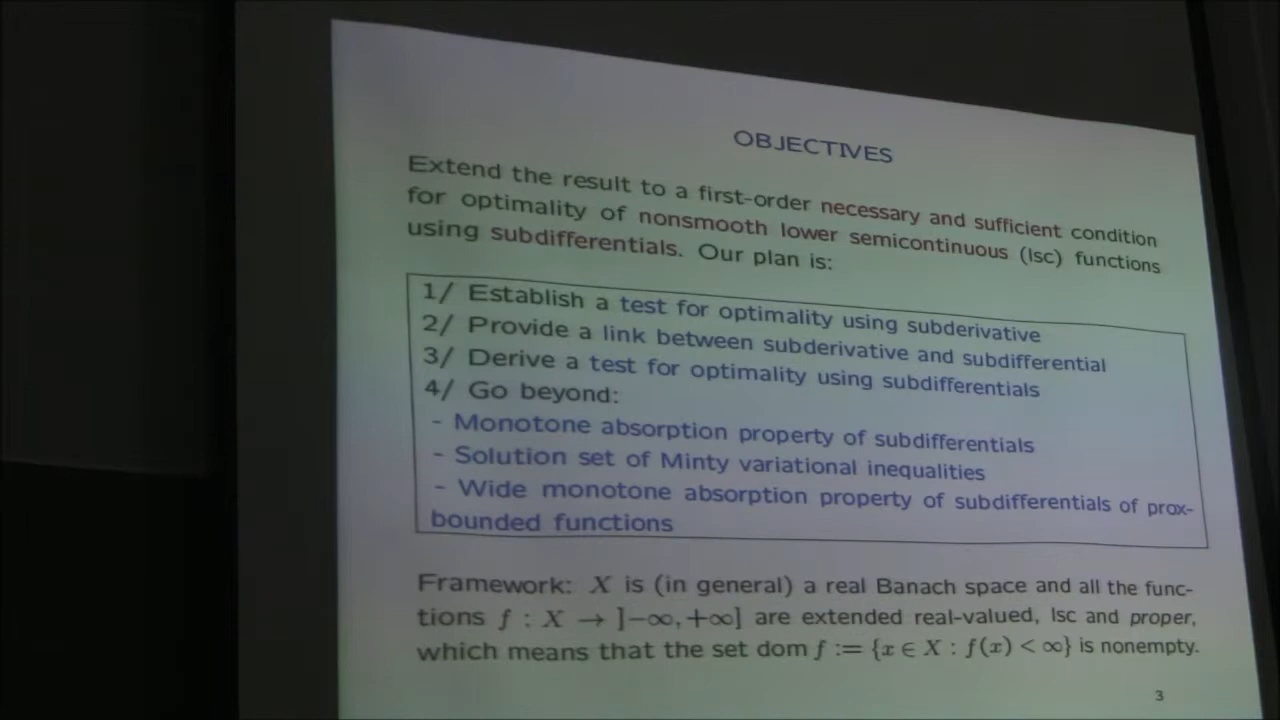 OBJECTIVES
Extend the result to a first-order necessary and sufficient condition
for optimality of nonsmooth lower semicontinuous (lsc) functions
using subdifferentials. Our plan is:
1/ Establish a test for optimality using subderivative
2/ Provide a link between subderivative and subdifferential
3/ Derive a test for optimality using subdifferentials
4/ Go beyond:
- Monotone absorption property of subdifferentials
- Solution set of Minty variational inequalities
- Wide monotone absorption property of subdifferentials of prox-
bounded functions
Framework: X is (in general) a real Banach space and all the func-
tions f : X → ]−∞, +∞] are extended real-valued, lsc and proper,
which means that the set dom f := {x ∈ X : f(x) < ∞} is nonempty.
3